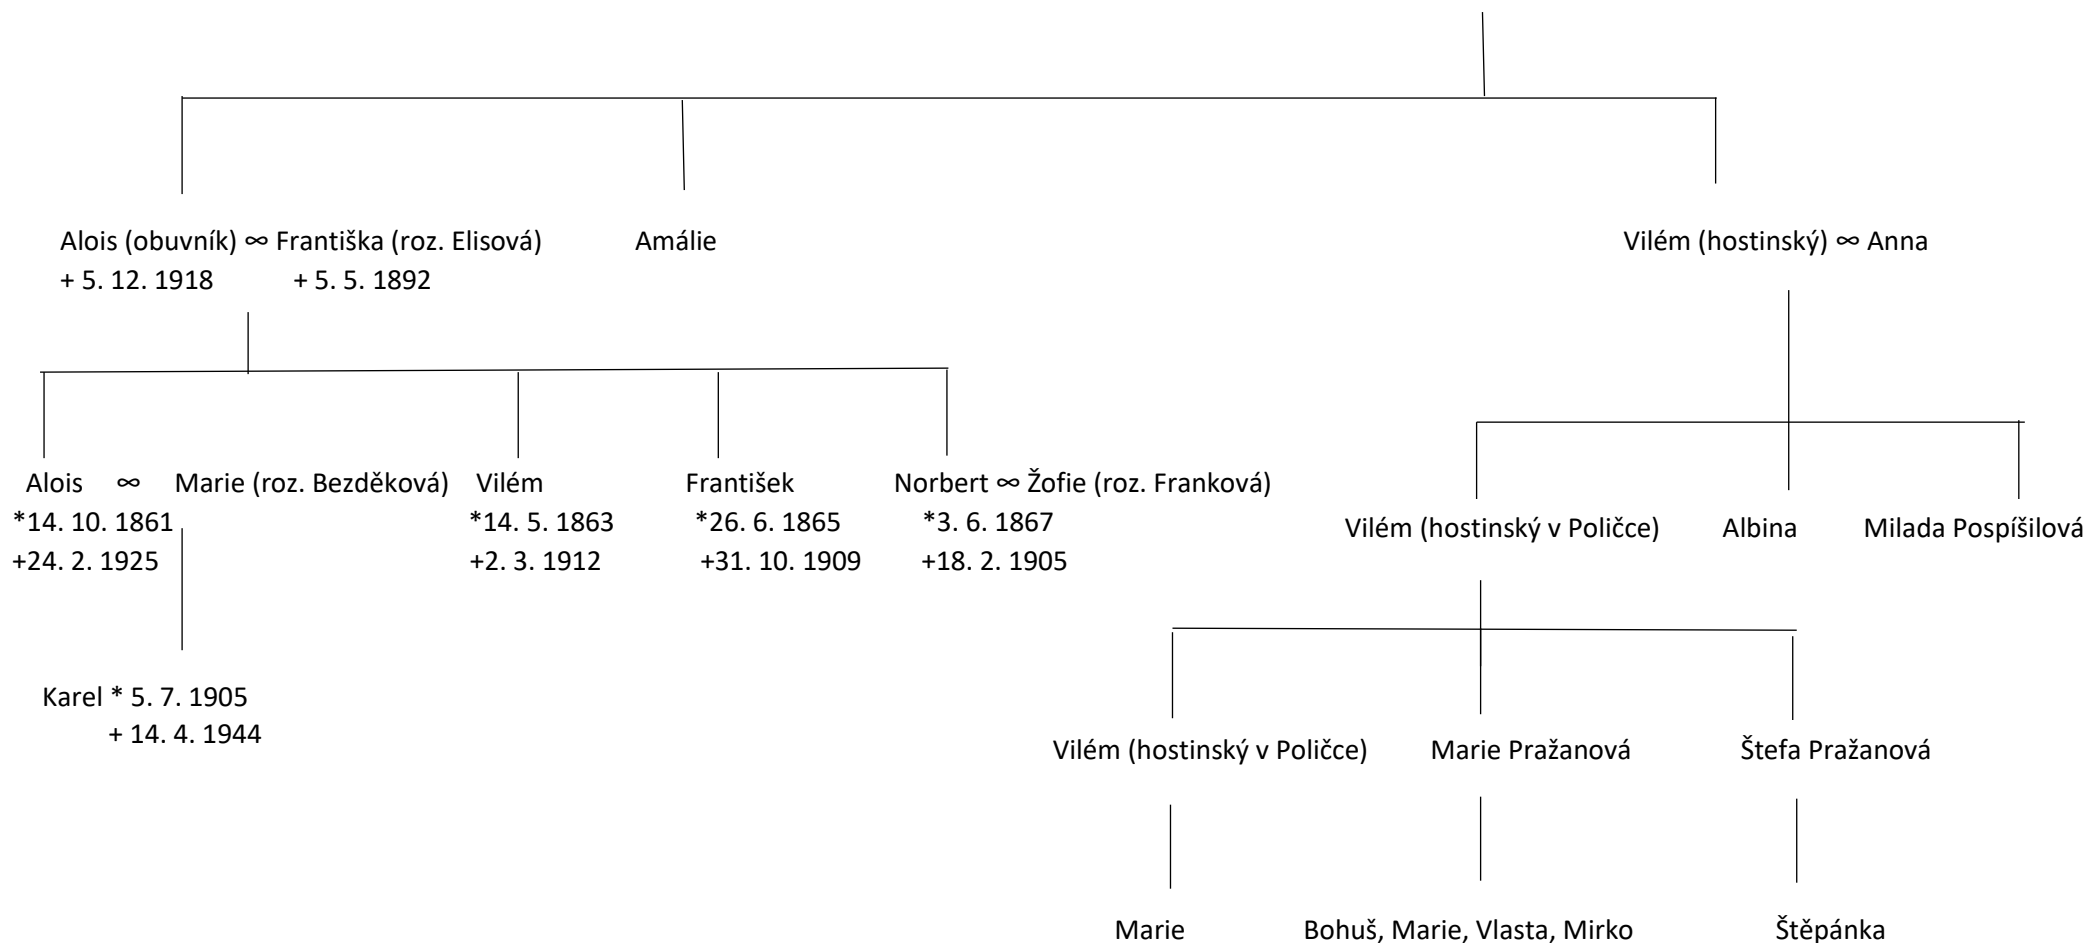 Alois (obuvník) ∞ Františka (roz. Elisová)
+ 5. 12. 1918 + 5. 5. 1892
Amálie
Vilém (hostinský) ∞ Anna
Alois ∞ Marie (roz. Bezděková)
*14. 10. 1861
+24. 2. 1925
Vilém
*14. 5. 1863
+2. 3. 1912
František
*26. 6. 1865
+31. 10. 1909
Norbert ∞ Žofie (roz. Franková)
*3. 6. 1867
+18. 2. 1905
Vilém (hostinský v Poličce)
Albina
Milada Pospíšilová
Karel * 5. 7. 1905
+ 14. 4. 1944
Vilém (hostinský v Poličce)
Marie Pražanová
Štefa Pražanová
Marie
Bohuš, Marie, Vlasta, Mirko
Štěpánka